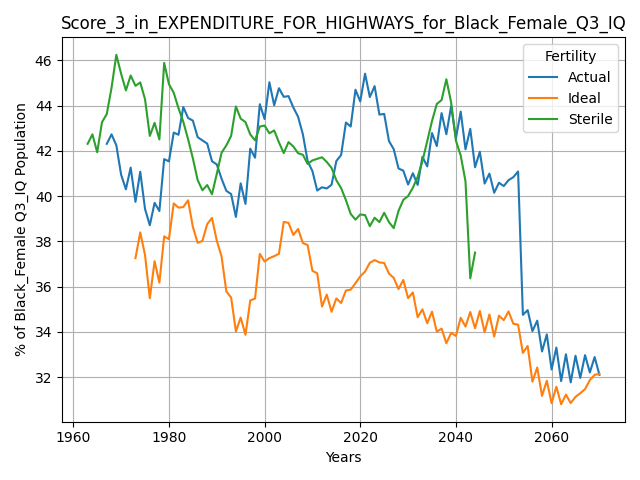 Score_3_in_EXPENDITURE_FOR_HIGHWAYS_for_Black_Female_Q3_IQ
Fertility
Actual
Ideal
Sterile
% of Black_Female Q3_IQ Population
46
44
42
40
38
36
34
32
1960
1980
2000
2020
2040
2060
Years